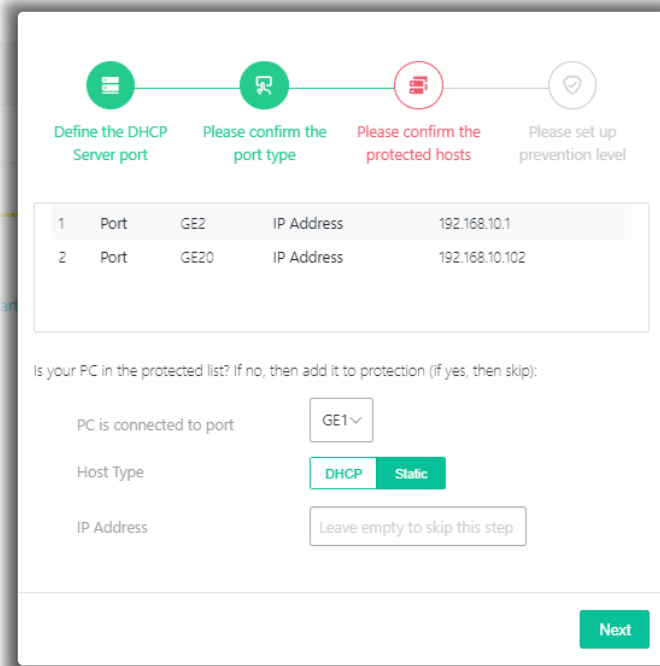 Define the DHCP
Server port
Please confirm the
port type
Please confirm the
protected hosts
Please set up
prevention level
1 Port GE2 IP Address 192.168.10.1
2 Port GE20 IP Address 192.168.10.102
art
Is your PC in the protected list? If no, then add it to protection (if yes, then skip):
PC is connected to port GE1
Host Type DHCP Static
IP Address Leave empty to skip this step
Next